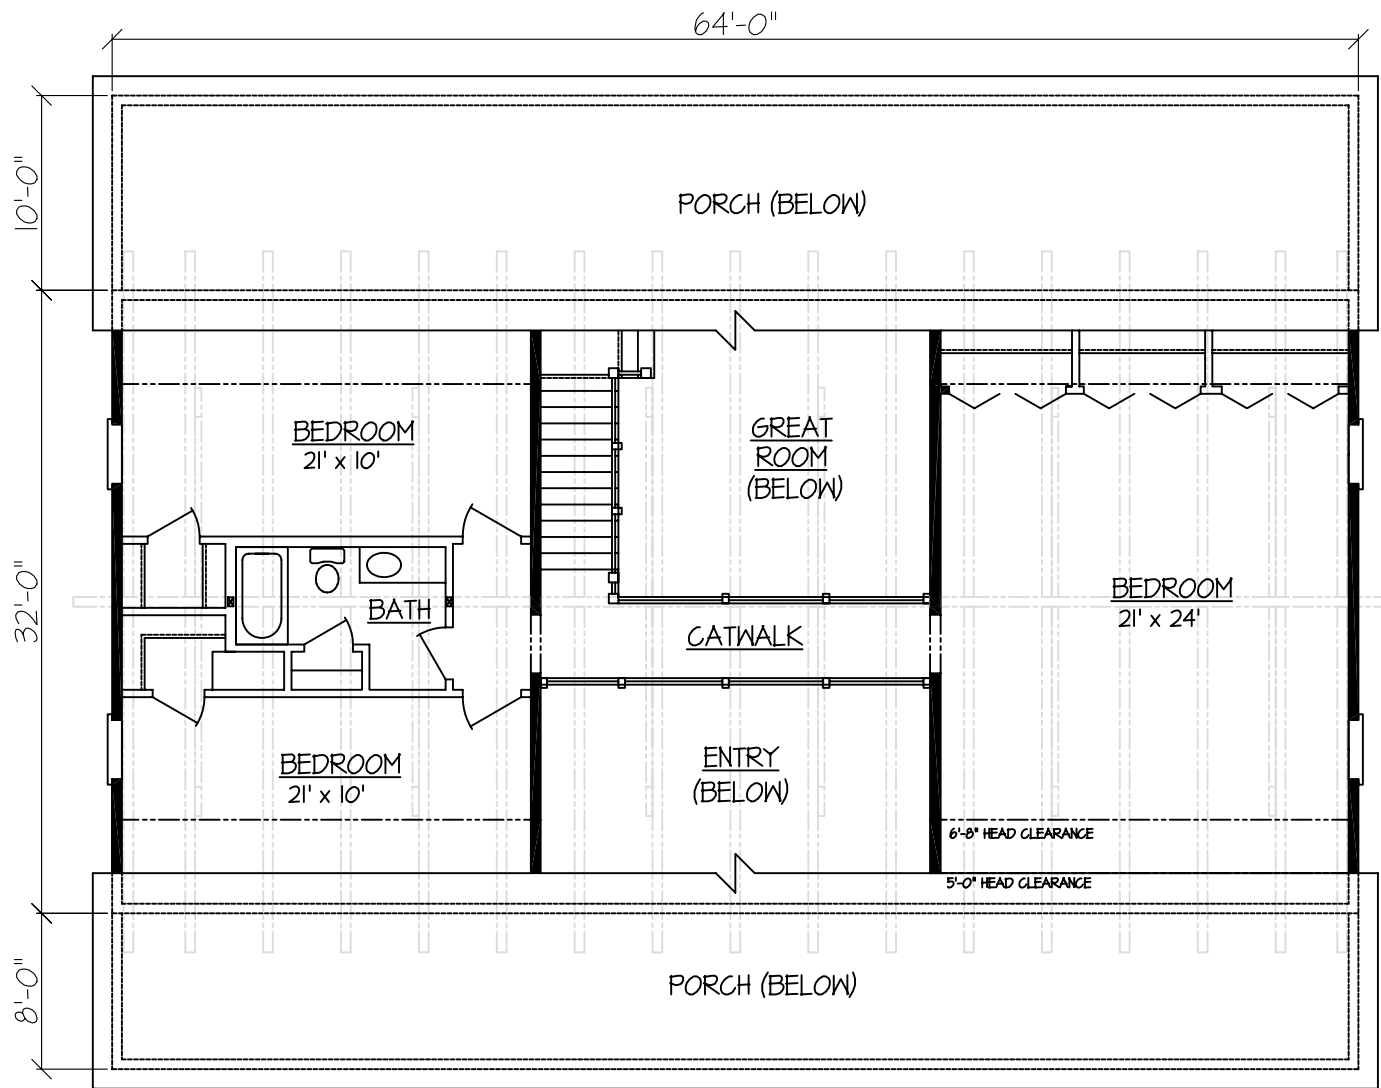 64'-0"
10'-0"
PORCH (BELOW)
BEDROOM
21' x 10'
GREAT
ROOM
(BELOW)
32'-0"
BATH
BEDROOM
21' x 24'
CATWALK
BEDROOM
21' x 10'
ENTRY
(BELOW)
6'-8" HEAD CLEARANCE
5'-0" HEAD CLEARANCE
8'-0"
PORCH (BELOW)